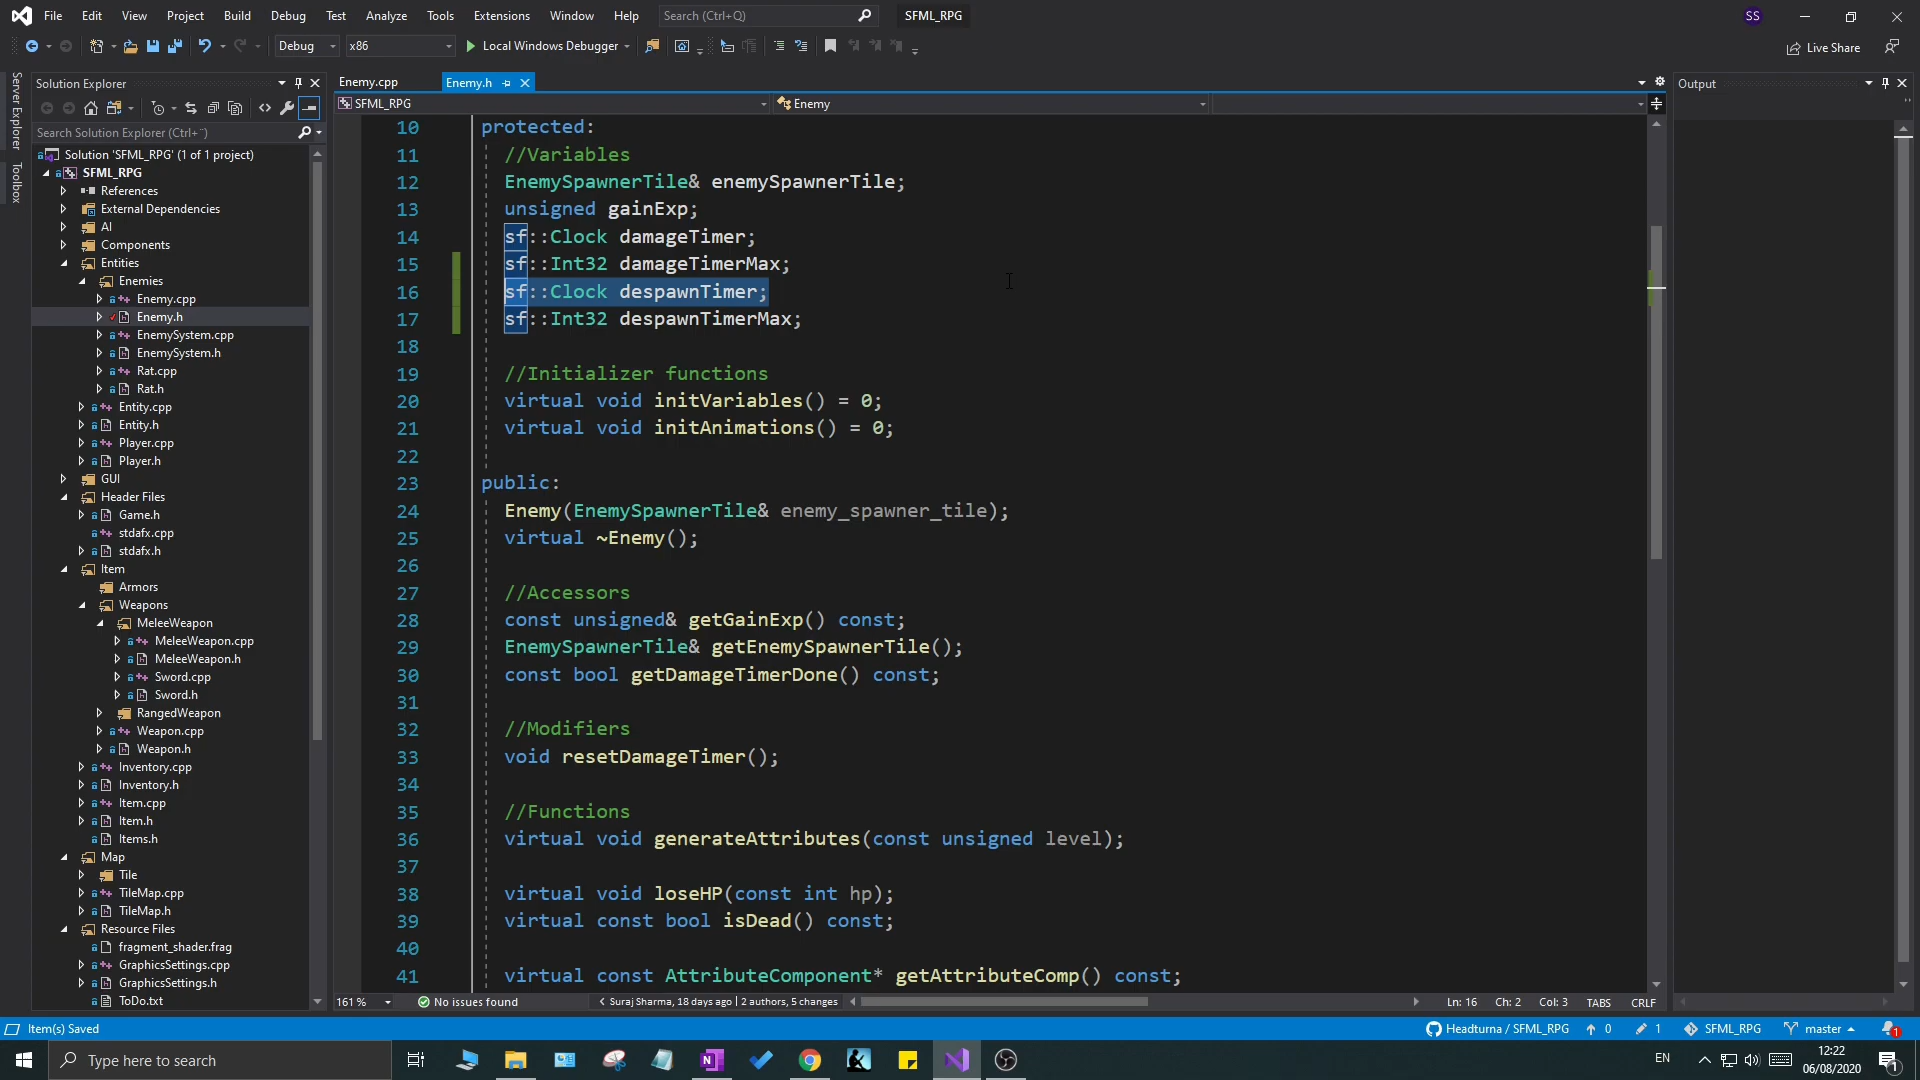 File Edit View Project Build Debug Test Analyze Tools Extensions Window Help Search (Ctrl+Q) SFML_RPG SS
Debug x86 Local Windows Debugger Live Share
Server Explorer
Toolbox
Solution Explorer
Search Solution Explorer (Ctrl+¨)
Solution 'SFML_RPG' (1 of 1 project)
SFML_RPG
References
External Dependencies
AI
Components
Entities
Enemies
Enemy.cpp
Enemy.h
EnemySystem.cpp
EnemySystem.h
Rat.cpp
Rat.h
Entity.cpp
Entity.h
Player.cpp
Player.h
GUI
Header Files
Game.h
stdafx.cpp
stdafx.h
Item
Armors
Weapons
MeleeWeapon
MeleeWeapon.cpp
MeleeWeapon.h
Sword.cpp
Sword.h
RangedWeapon
Weapon.cpp
Weapon.h
Inventory.cpp
Inventory.h
Item.cpp
Item.h
Items.h
Map
Tile
TileMap.cpp
TileMap.h
Resource Files
fragment_shader.frag
GraphicsSettings.cpp
GraphicsSettings.h
ToDo.txt
Enemy.cpp Enemy.h
SFML_RPG Enemy
10 protected:
11 //Variables
12 EnemySpawnerTile& enemySpawnerTile;
13 unsigned gainExp;
14 sf::Clock damageTimer;
15 sf::Int32 damageTimerMax;
16 sf::Clock despawnTimer;
17 sf::Int32 despawnTimerMax;
18
19 //Initializer functions
20 virtual void initVariables() = 0;
21 virtual void initAnimations() = 0;
22
23 public:
24 Enemy(EnemySpawnerTile& enemy_spawner_tile);
25 virtual ~Enemy();
26
27 //Accessors
28 const unsigned& getGainExp() const;
29 EnemySpawnerTile& getEnemySpawnerTile();
30 const bool getDamageTimerDone() const;
31
32 //Modifiers
33 void resetDamageTimer();
34
35 //Functions
36 virtual void generateAttributes(const unsigned level);
37
38 virtual void loseHP(const int hp);
39 virtual const bool isDead() const;
40
41 virtual const AttributeComponent* getAttributeComp() const;
161 % No issues found Suraj Sharma, 18 days ago | 2 authors, 5 changes Ln: 16 Ch: 2 Col: 3 TABS CRLF
Output
Item(s) Saved Headturna / SFML_RPG 0 1 SFML_RPG master 1
Type here to search EN 12:22
06/08/2020 1